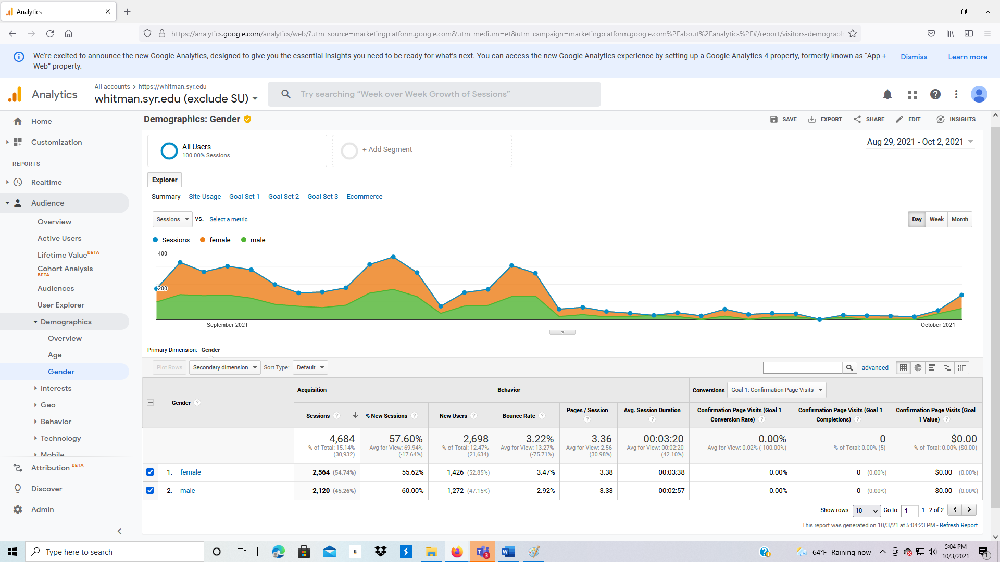 Analytics
https://analytics.google.com/analytics/web/?utm_source=marketingplatform.google.com&utm_medium=et&utm_campaign=marketingplatform.google.com%2Fabout%2Fanalytics%2F#/report/visitors-demograph
We're excited to announce the new Google Analytics, designed to give you the essential insights you need to be ready for what's next. You can access the new Google Analytics experience by setting up a Google Analytics 4 property, formerly known as “App +
Web” property.
Dismiss
Learn more
Analytics
All accounts > https://whitman.syr.edu
whitman.syr.edu (exclude SU)
Try searching “Week over Week Growth of Sessions”
Home
Customization
REPORTS
Realtime
Audience
Overview
Active Users
Lifetime Value BETA
Cohort Analysis
BETA
Audiences
User Explorer
Demographics
Overview
Age
Gender
Interests
Geo
Behavior
Technology
Mobile
Attribution BETA
Discover
Admin
Demographics: Gender
SAVE
EXPORT
SHARE
EDIT
INSIGHTS
All Users
100.00% Sessions
+ Add Segment
Aug 29, 2021 - Oct 2, 2021
Explorer
Summary Site Usage Goal Set 1 Goal Set 2 Goal Set 3 Ecommerce
Sessions VS. Select a metric
Day Week Month
Sessions female male
400
200
September 2021
October 2021
Primary Dimension: Gender
Plot Rows Secondary dimension Sort Type: Default
advanced
Gender ?
Acquisition
Behavior
Conversions Goal 1: Confirmation Page Visits
Sessions ? % New Sessions ? New Users ? Bounce Rate ? Pages / Session ? Avg. Session Duration ? Confirmation Page Visits (Goal 1 Conversion Rate) ? Confirmation Page Visits (Goal 1 Completions) ? Confirmation Page Visits (Goal 1 Value) ?
4,684 57.60% 2,698 3.22% 3.36 00:03:20 0.00% 0 $0.00
% of Total: 15.14% Avg for View: 69.94% % of Total: 12.47% Avg for View: 13.27% Avg for View: 2.56 Avg for View: 00:02:20 Avg for View: 0.02% (-100.00%) % of Total: 0.00% (5) % of Total: 0.00% ($0.00)
(30,932) (-17.64%) (21,634) (-75.71%) (30.98%) (42.10%)
1. female 2,564 (54.74%) 55.62% 1,426 (52.85%) 3.47% 3.38 00:03:38 0.00% 0 (0.00%) $0.00 (0.00%)
2. male 2,120 (45.26%) 60.00% 1,272 (47.15%) 2.92% 3.33 00:02:57 0.00% 0 (0.00%) $0.00 (0.00%)
Show rows: 10 Go to: 1 1 - 2 of 2
This report was generated on 10/3/21 at 5:04:23 PM - Refresh Report
Type here to search
a
3
64°F Raining now
5:04 PM
10/3/2021
1